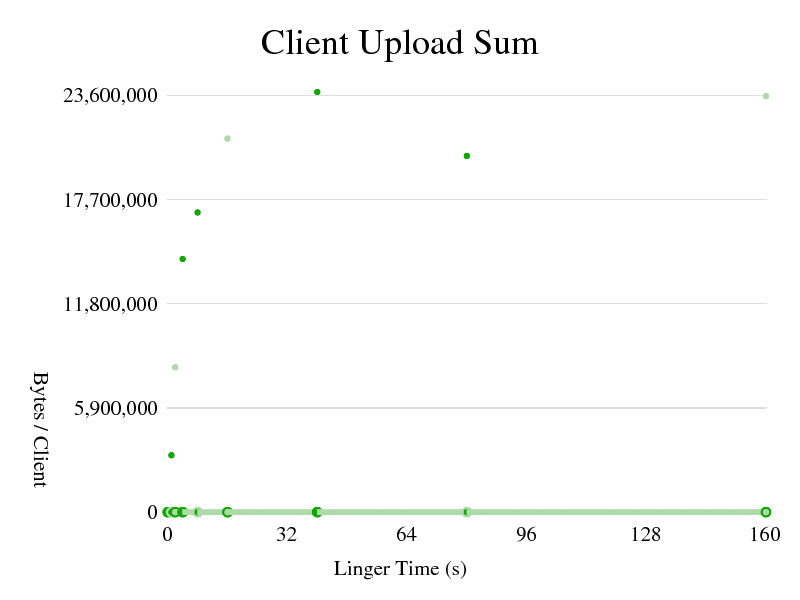 Client Upload Sum
23,600,000
17,700,000
11,800,000
5,900,000
0
Bytes / Client
0 32 64 96 128 160
Linger Time (s)